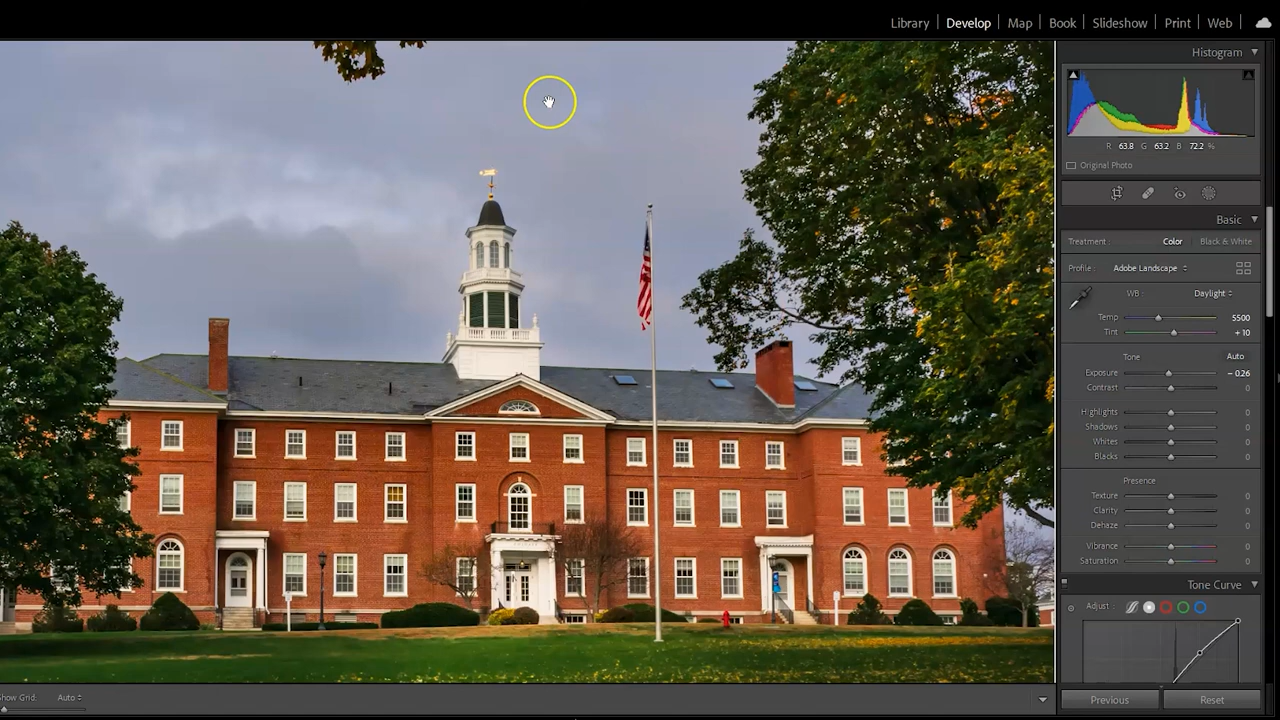 Library | Develop | Map | Book | Slideshow | Print | Web |
Histogram
R 63.8 G 63.2 B 72.2 %
Original Photo
Basic
Treatment : Color Black & White
Profile : Adobe Landscape
WB : Daylight
Temp 5500
Tint + 10
Tone Auto
Exposure – 0.26
Contrast 0
Highlights 0
Shadows 0
Whites 0
Blacks 0
Presence
Texture 0
Clarity 0
Dehaze 0
Vibrance 0
Saturation 0
Tone Curve
Adjust :
Show Grid: Auto
Previous Reset